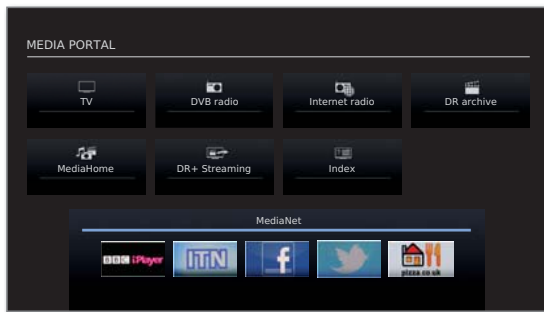 MEDIA PORTAL
TV
DVB radio
Internet radio
DR archive
MediaHome
DR+ Streaming
Index
MediaNet
BBC iPlayer
ITN
f
pizza.co.uk